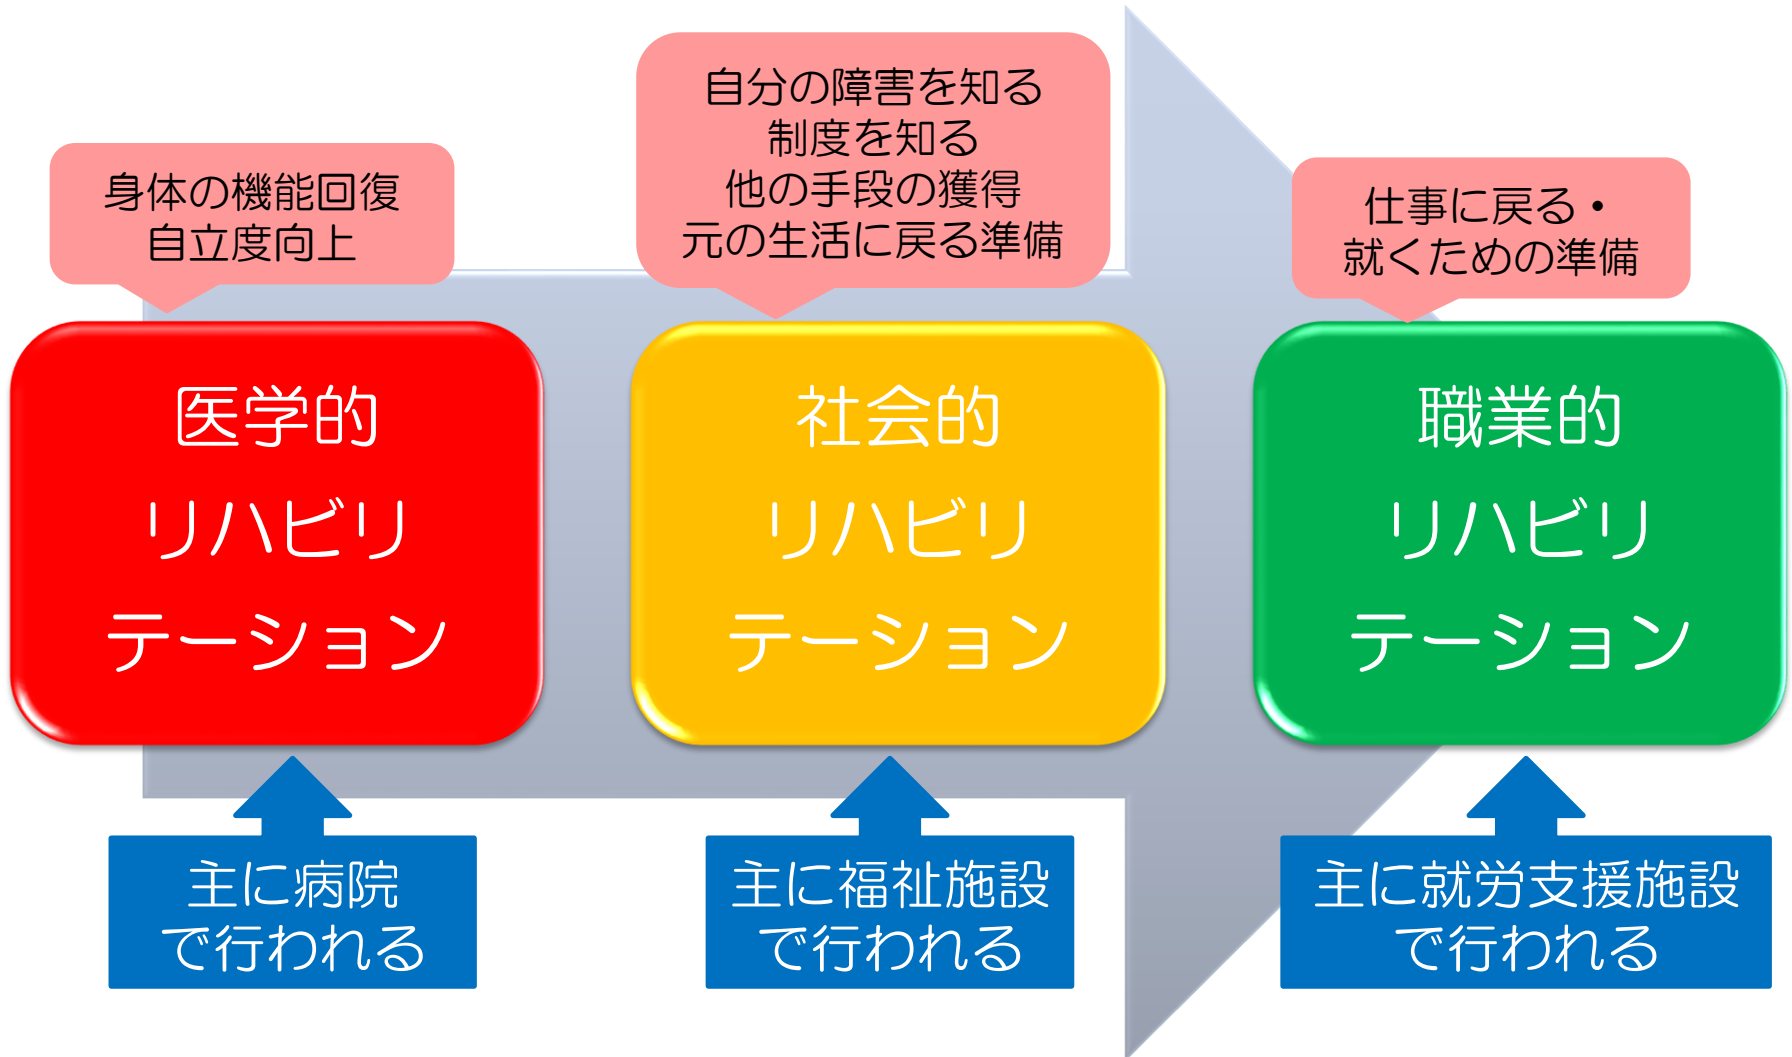 身体の機能回復
自立度向上
自分の障害を知る
制度を知る
他の手段の獲得
元の生活に戻る準備
仕事に戻る・
就くための準備
医学的
リハビリ
テーション
社会的
リハビリ
テーション
職業的
リハビリ
テーション
主に病院
で行われる
主に福祉施設
で行われる
主に就労支援施設
で行われる